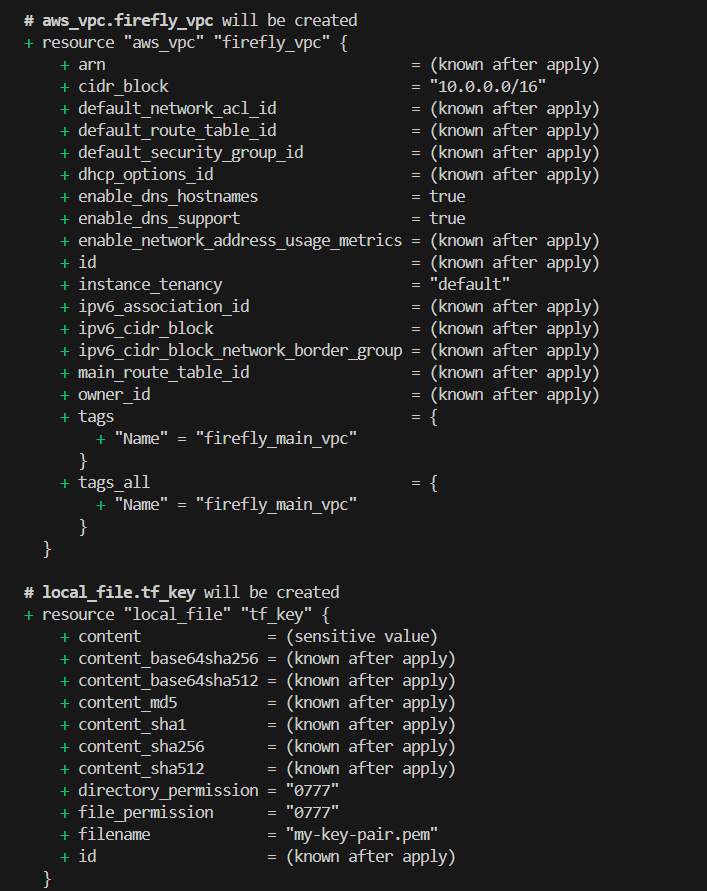 # aws_vpc.firefly_vpc will be created
+ resource "aws_vpc" "firefly_vpc" {
+ arn = (known after apply)
+ cidr_block = "10.0.0.0/16"
+ default_network_acl_id = (known after apply)
+ default_route_table_id = (known after apply)
+ default_security_group_id = (known after apply)
+ dhcp_options_id = (known after apply)
+ enable_dns_hostnames = true
+ enable_dns_support = true
+ enable_network_address_usage_metrics = (known after apply)
+ id = (known after apply)
+ instance_tenancy = "default"
+ ipv6_association_id = (known after apply)
+ ipv6_cidr_block = (known after apply)
+ ipv6_cidr_block_network_border_group = (known after apply)
+ main_route_table_id = (known after apply)
+ owner_id = (known after apply)
+ tags = {
+ "Name" = "firefly_main_vpc"
}
+ tags_all = {
+ "Name" = "firefly_main_vpc"
}
}
# local_file.tf_key will be created
+ resource "local_file" "tf_key" {
+ content = (sensitive value)
+ content_base64sha256 = (known after apply)
+ content_base64sha512 = (known after apply)
+ content_md5 = (known after apply)
+ content_sha1 = (known after apply)
+ content_sha256 = (known after apply)
+ content_sha512 = (known after apply)
+ directory_permission = "0777"
+ file_permission = "0777"
+ filename = "my-key-pair.pem"
+ id = (known after apply)
}